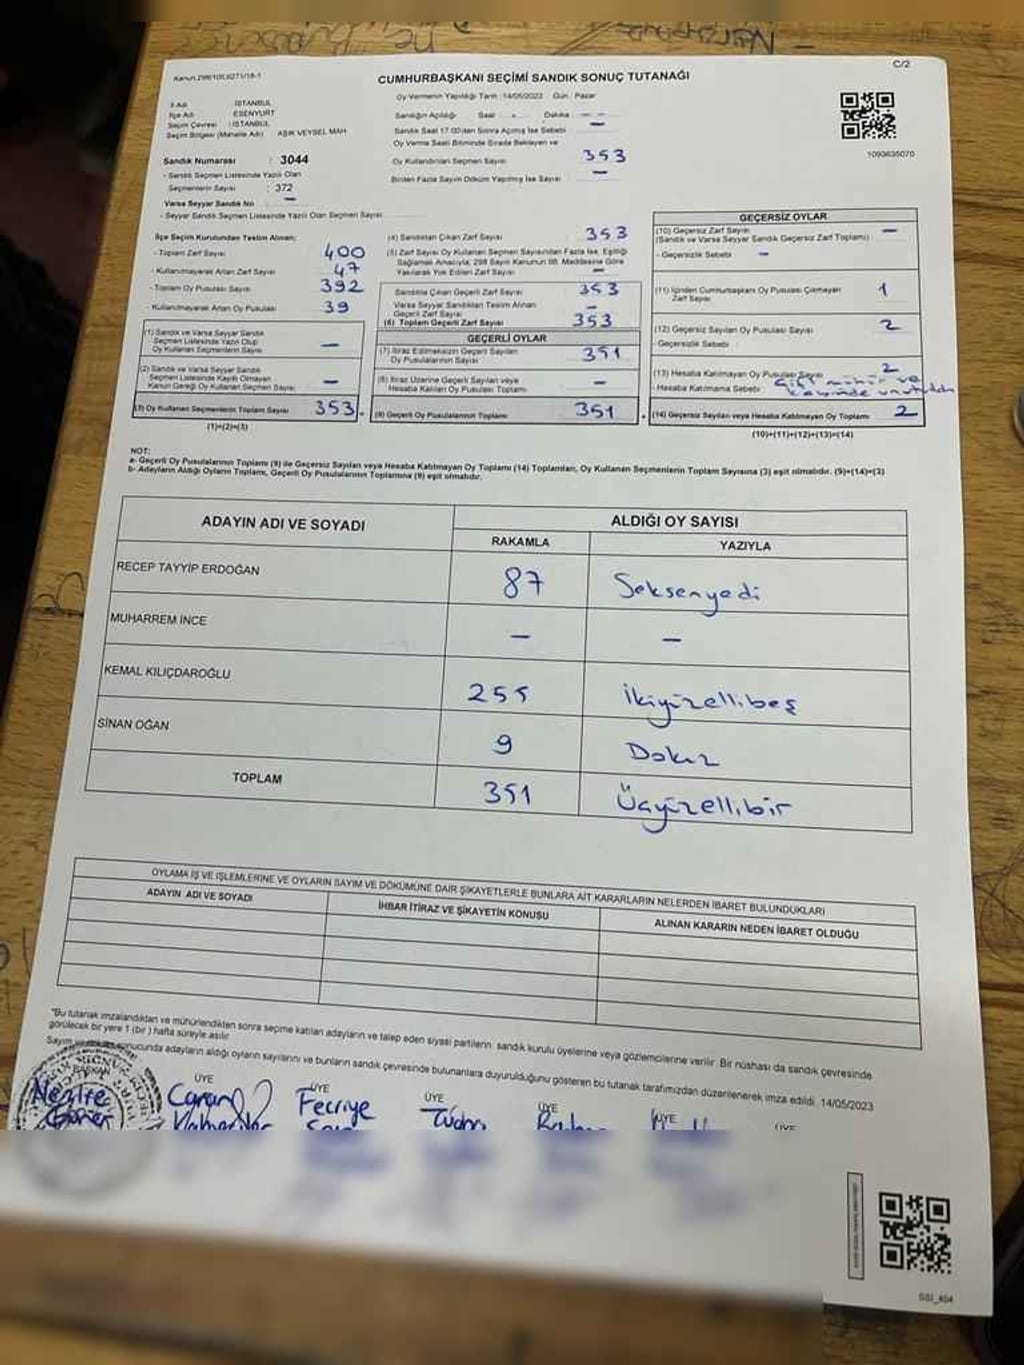 C/2
CUMHURBAŞKANI SEÇİMİ SANDIK SONUÇ TUTANAĞI
İl Adı : İSTANBUL
İlçe Adı : ESENYURT
Seçim Çevresi : İSTANBUL
Seçim Bölgesi (Mahalle Adı) : AŞIK VEYSEL MAH
Sandık Numarası : 3044
- Sandık Seçmen Listesinde Yazılı Olan
Seçmenlerin Sayısı : 372
Varsa Seyyar Sandık No –
- Seyyar Sandık Seçmen Listesinde Yazılı Olan Seçmen Sayısı
Oy Vermenin Yapıldığı Tarih : 14/05/2023 Gün : Pazar
Sandığın Açıldığı Saat Dakika
Sandık Saat 17.00'den Sonra Açılmış İse Sebebi –
Oy Verme Saati Bitiminde Sırada Bekleyen ve
Oy Kullandırılan Seçmen Sayısı 353
Birden Fazla Sayım Döküm Yapılmış İse Sayısı –
1093635070
İlçe Seçim Kurulundan Teslim Alınan;
- Toplam Zarf Sayısı 400
- Kullanılmayarak Artan Zarf Sayısı 47
- Toplam Oy Pusulası Sayısı 392
- Kullanılmayarak Artan Oy Pusulası 39
(1) Sandık ve Varsa Seyyar Sandık
Seçmen Listesinde Yazılı Olup
Oy Kullanan Seçmenlerin Sayısı –
(2) Sandık ve Varsa Seyyar Sandık
Seçmen Listesinde Kayıtlı Olmayan
Kanun Gereği Oy Kullanan Seçmen Sayısı –
(3) Oy Kullanan Seçmenlerin Toplam Sayısı 353
(1)+(2)=(3)
(4) Sandıktan Çıkan Zarf Sayısı 353
(5) Zarf Sayısı Oy Kullanan Seçmen Sayısından Fazla İse, Eşitliği
Sağlamak Amacıyla, 298 Sayılı Kanunun 98. Maddesine Göre
Yakılarak Yok Edilen Zarf Sayısı –
Sandıkta Çıkan Geçerli Zarf Sayısı 353
Varsa Seyyar Sandıktan Teslim Alınan
Geçerli Zarf Sayısı –
(6) Toplam Geçerli Zarf Sayısı 353
GEÇERLİ OYLAR
(7) İtiraz Edilmeksizin Geçerli Sayılan
Oy Pusulalarının Sayısı 351
(8) İtiraz Üzerine Geçerli Sayılan veya
Hesaba Katılan Oy Pusulası Toplamı –
(9) Geçerli Oy Pusulalarının Toplamı 351
GEÇERSİZ OYLAR
(10) Geçersiz Zarf Sayısı –
(Sandık ve Varsa Seyyar Sandık Geçersiz Zarf Toplamı)
- Geçersizlik Sebebi –
(11) İçinden Cumhurbaşkanı Oy Pusulası Çıkmayan
Zarf Sayısı 1
(12) Geçersiz Sayılan Oy Pusulası Sayısı 2
- Geçersizlik Sebebi
(13) Hesaba Katılmayan Oy Pusulası Sayısı 2
- Hesaba Katılmama Sebebi Çift mühür ve
(14) Geçersiz Sayılan veya Hesaba Katılmayan Oy Toplamı 2
(10)+(11)+(12)+(13)=(14)
NOT:
a- Geçerli Oy Pusulalarının Toplamı (9) ile Geçersiz Sayılan veya Hesaba Katılmayan Oy Toplamı (14) Toplamları, Oy Kullanan Seçmenlerin Toplam Sayısına (3) eşit olmalıdır. (9)+(14)=(3)
b- Adayların Aldığı Oyların Toplamı, Geçerli Oy Pusulalarının Toplamına (9) eşit olmalıdır.
ADAYIN ADI VE SOYADI ALDIĞI OY SAYISI
RAKAMLA YAZIYLA
RECEP TAYYİP ERDOĞAN 87 Seksenyedi
MUHARREM İNCE – –
KEMAL KILIÇDAROĞLU 255 İkiyüzellibeş
SİNAN OĞAN 9 Dokuz
TOPLAM 351 Üçyüzellibir
OYLAMA İŞ VE İŞLEMLERİNE VE OYLARIN SAYIM VE DÖKÜMÜNE DAİR ŞİKAYETLERLE BUNLARA AİT KARARLARIN NELERDEN İBARET BULUNDUKLARI
ADAYIN ADI VE SOYADI İHBAR İTİRAZ VE ŞİKAYETİN KONUSU ALINAN KARARIN NEDEN İBARET OLDUĞU
"Bu tutanak imzalandıktan ve mühürlendikten sonra seçime katılan adayların ve talep eden siyasi partilerin sandık kurulu üyelerine veya gözlemcilerine verilir. Bir nüshası da sandık çevresinde
görülecek bir yere 1 (bir) hafta süreyle asılır.
Sayım sonucunda adayların aldığı oyların sayılarını ve bunların sandık çevresinde bulunanlara duyurulduğunu gösteren bu tutanak tarafımızdan düzenlenerek imza edildi. 14/05/2023
BAŞKAN ÜYE ÜYE ÜYE ÜYE ÜYE ÜYE
Fecriye
SSI_404